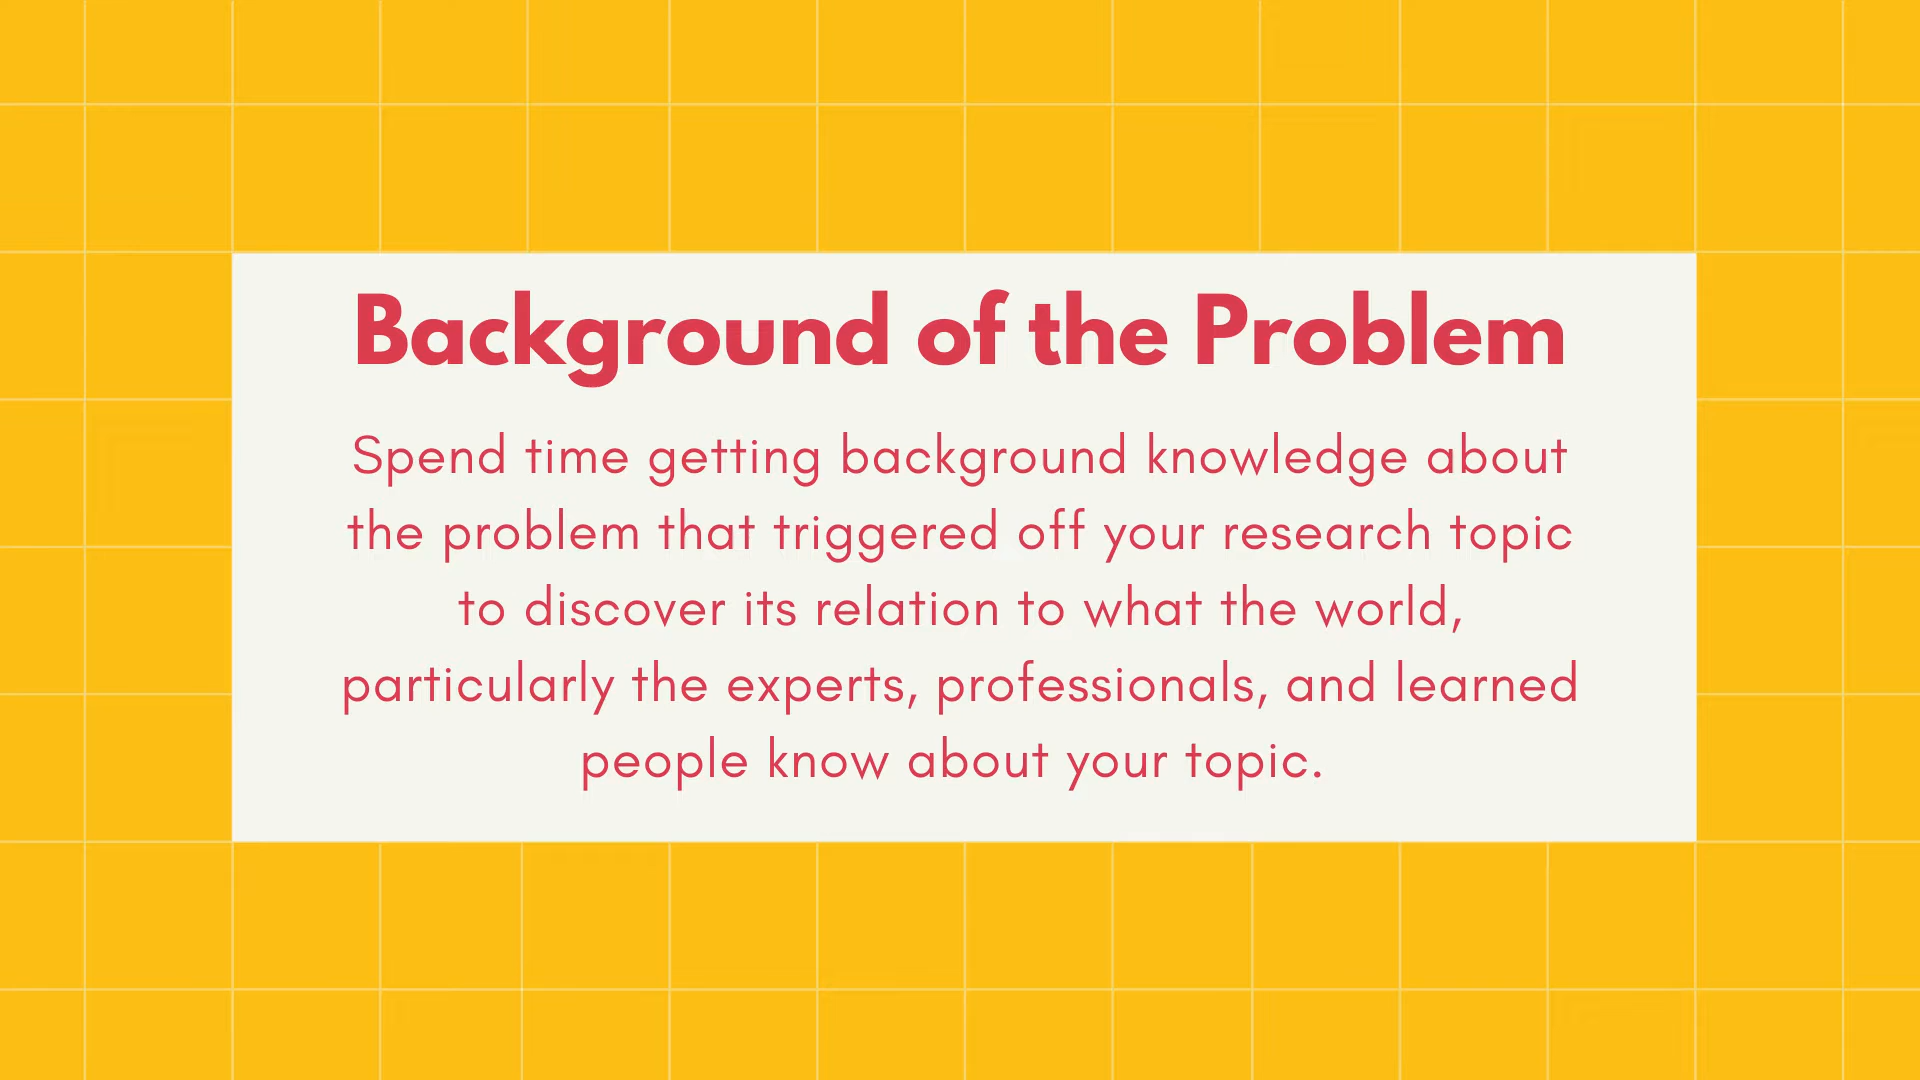 Background of the Problem
Spend time getting background knowledge about
the problem that triggered off your research topic
to discover its relation to what the world,
particularly the experts, professionals, and learned
people know about your topic.